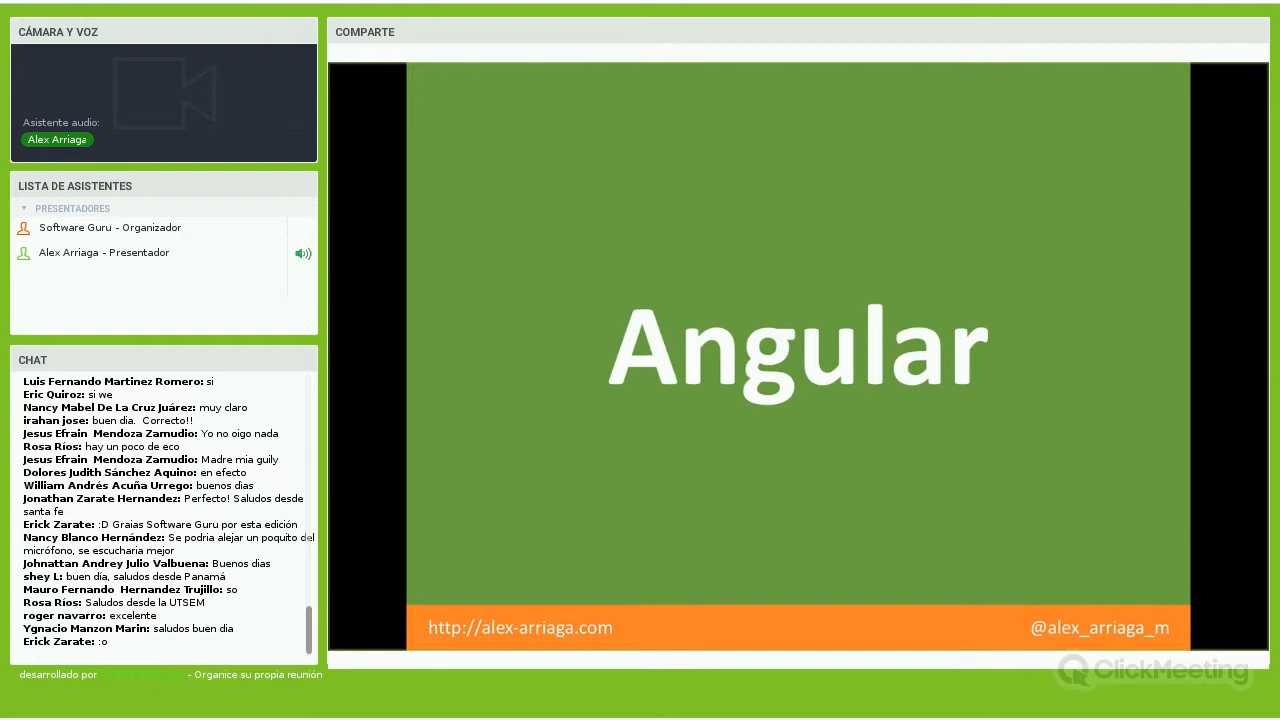 CÁMARA Y VOZ
Asistente audio:
Alex Arriaga
LISTA DE ASISTENTES
PRESENTADORES
Software Guru - Organizador
Alex Arriaga - Presentador
CHAT
Luis Fernando Martinez Romero: si
Eric Quiroz: si we
Nancy Mabel De La Cruz Juárez: muy claro
irahan jose: buen dia. Correcto!!
Jesus Efrain Mendoza Zamudio: Yo no oigo nada
Rosa Ríos: hay un poco de eco
Jesus Efrain Mendoza Zamudio: Madre mia guily
Dolores Judith Sánchez Aquino: en efecto
William Andrés Acuña Urrego: buenos dias
Jonathan Zarate Hernandez: Perfecto! Saludos desde
santa fe
Erick Zarate: :D Graias Software Guru por esta edición
Nancy Blanco Hernández: Se podria alejar un poquito del
micrófono, se escucharia mejor
Johnattan Andrey Julio Valbuena: Buenos dias
shey L: buen día, saludos desde Panamá
Mauro Fernando Hernandez Trujillo: so
Rosa Ríos: Saludos desde la UTSEM
roger navarro: excelente
Ygnacio Manzon Marin: saludos buen dia
Erick Zarate: :o
desarrollado por - Organice su propia reunión
COMPARTE
Angular
http://alex-arriaga.com
@alex_arriaga_m
ClickMeeting